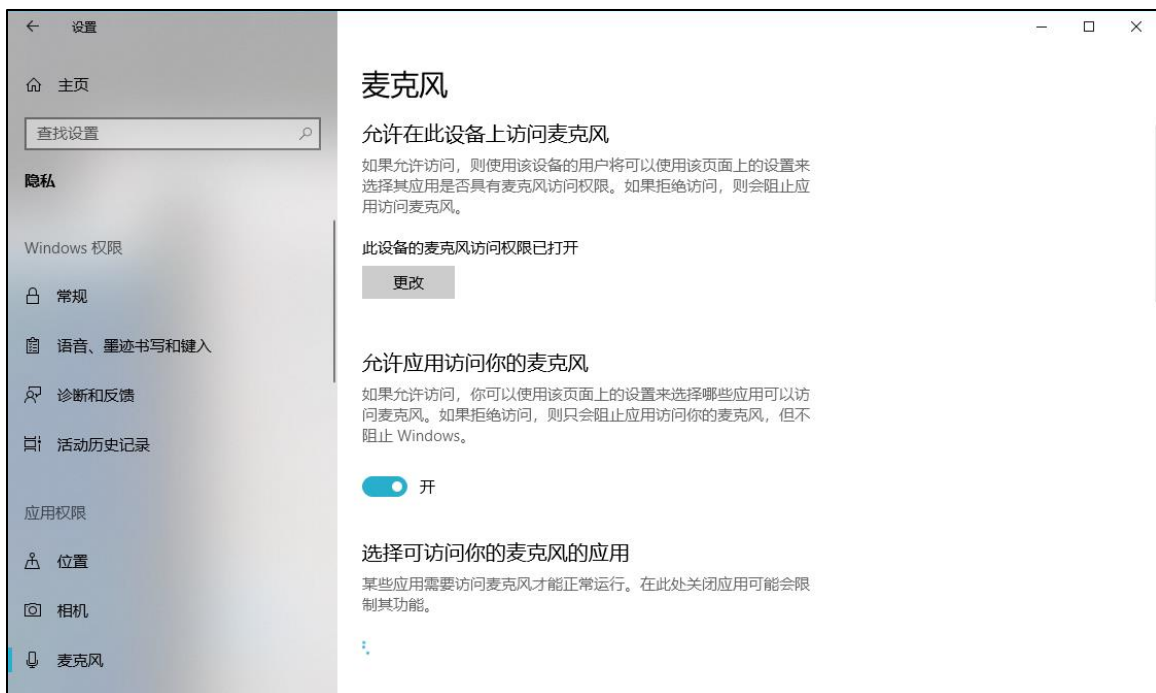 设置
主页
查找设置
隐私
Windows 权限
常规
语音、墨迹书写和键入
诊断和反馈
活动历史记录
应用权限
位置
相机
麦克风
麦克风
允许在此设备上访问麦克风
如果允许访问，则使用该设备的用户将可以使用该页面上的设置来
选择其应用是否具有麦克风访问权限。如果拒绝访问，则会阻止应
用访问麦克风。
此设备的麦克风访问权限已打开
更改
允许应用访问你的麦克风
如果允许访问，你可以使用该页面上的设置来选择哪些应用可以访
问麦克风。如果拒绝访问，则只会阻止应用访问你的麦克风，但不
阻止 Windows。
开
选择可访问你的麦克风的应用
某些应用需要访问麦克风才能正常运行。在此处关闭应用可能会限
制其功能。